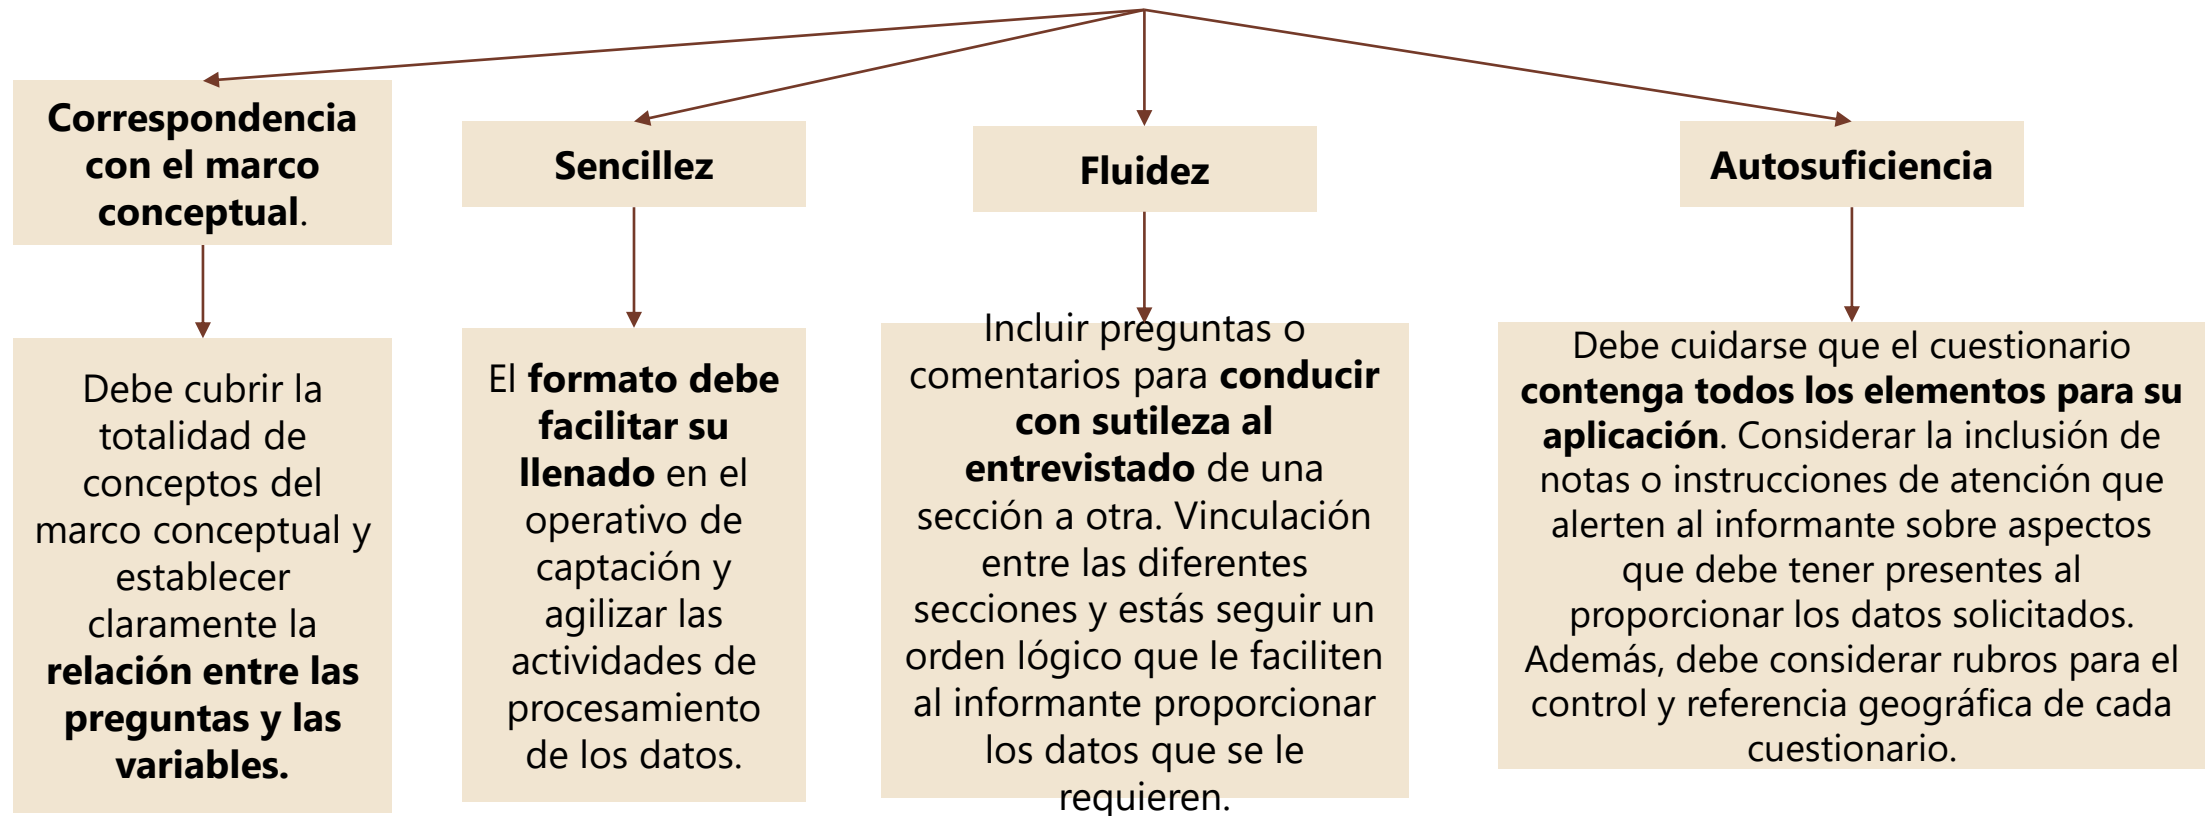 Correspondencia
con el marco
conceptual.
Sencillez
Fluidez
Autosuficiencia
Debe cubrir la
totalidad de
conceptos del
marco conceptual y
establecer
claramente la
relación entre las
preguntas y las
variables.
El formato debe
facilitar su
llenado en el
operativo de
captación y
agilizar las
actividades de
procesamiento
de los datos.
Incluir preguntas o
comentarios para conducir
con sutileza al
entrevistado de una
sección a otra. Vinculación
entre las diferentes
secciones y estás seguir un
orden lógico que le faciliten
al informante proporcionar
los datos que se le
requieren.
Debe cuidarse que el cuestionario
contenga todos los elementos para su
aplicación. Considerar la inclusión de
notas o instrucciones de atención que
alerten al informante sobre aspectos
que debe tener presentes al
proporcionar los datos solicitados.
Además, debe considerar rubros para el
control y referencia geográfica de cada
cuestionario.